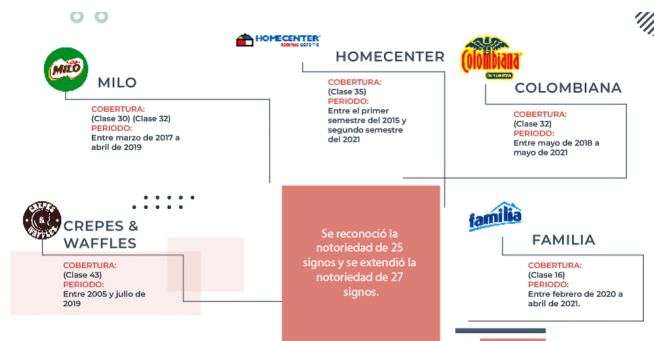 MILO
MILO
COBERTURA:
(Clase 30) (Clase 32)
PERIODO:
Entre marzo de 2017 a
abril de 2019
HOMECENTER
HOMECENTER
COBERTURA:
(Clase 35)
PERIODO:
Entre el primer
semestre del 2015 y
segundo semestre
del 2021
Colombiana
COLOMBIANA
COBERTURA:
(Clase 32)
PERIODO:
Entre mayo de 2018 a
mayo de 2021
CREPES
& WAFFLES
CREPES &
WAFFLES
COBERTURA:
(Clase 43)
PERIODO:
Entre 2005 y julio de
2019
Se reconoció la
notoriedad de 25
signos y se extendió la
notoriedad de 27
signos.
familia
FAMILIA
COBERTURA:
(Clase 16)
PERIODO:
Entre febrero de 2020 a
abril de 2021.